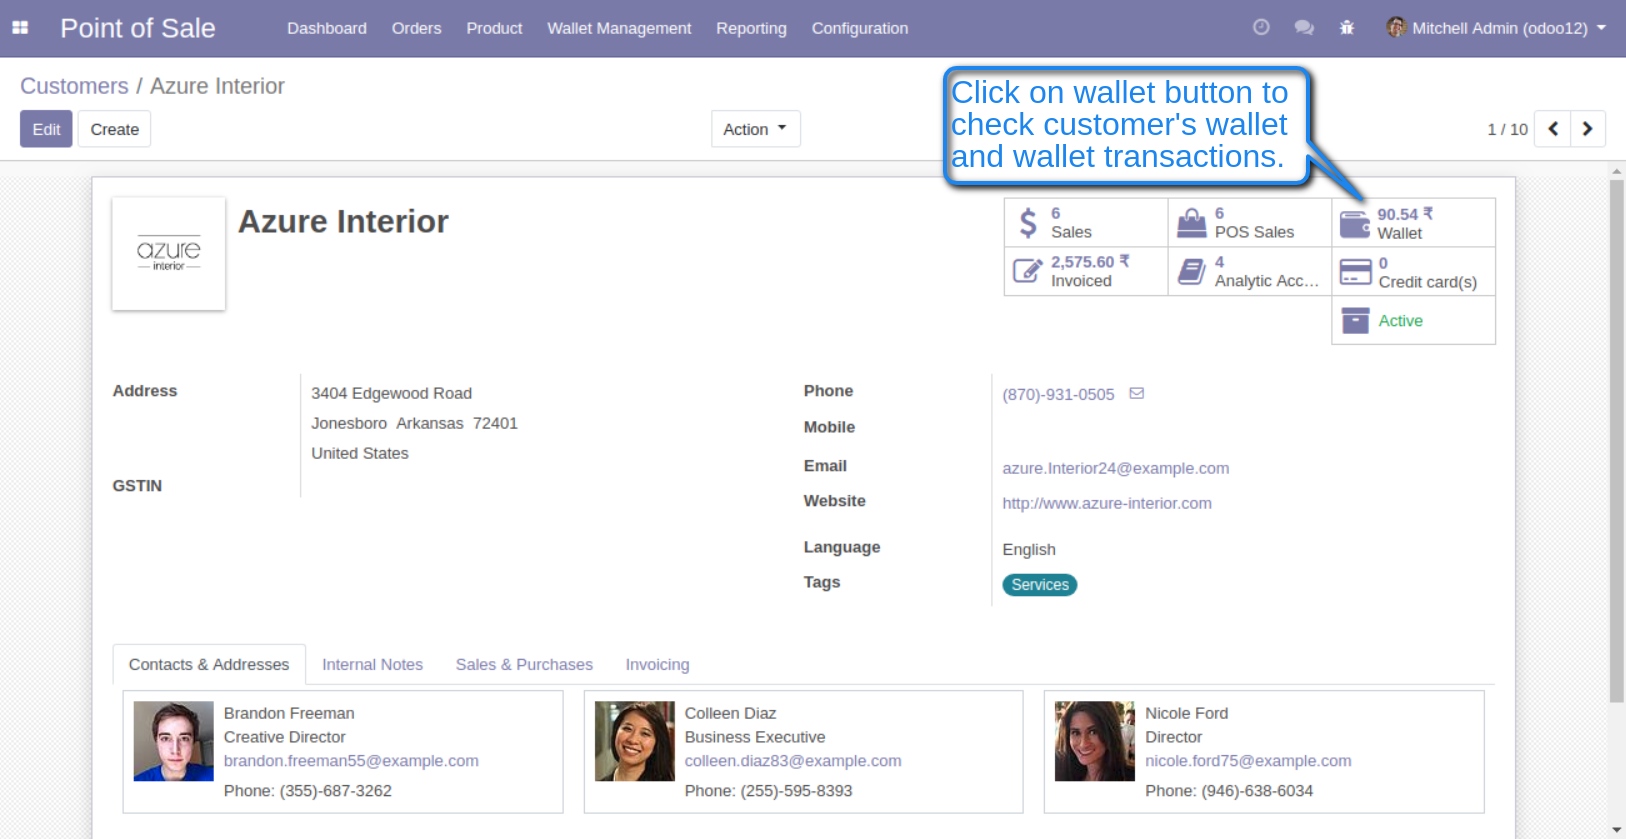 Point of Sale
Dashboard Orders Product Wallet Management Reporting Configuration
Mitchell Admin (odoo12)
Customers / Azure Interior
Edit Create
Action
1 / 10
Click on wallet button to
check customer's wallet
and wallet transactions.
azure
interior
Azure Interior
6
Sales
6
POS Sales
90.54 ₹
Wallet
2,575.60 ₹
Invoiced
4
Analytic Acc...
0
Credit card(s)
Active
Address
3404 Edgewood Road
Jonesboro Arkansas 72401
United States
GSTIN
Phone
(870)-931-0505
Mobile
Email
azure.Interior24@example.com
Website
http://www.azure-interior.com
Language
English
Tags
Services
Contacts & Addresses Internal Notes Sales & Purchases Invoicing
Brandon Freeman
Creative Director
brandon.freeman55@example.com
Phone: (355)-687-3262
Colleen Diaz
Business Executive
colleen.diaz83@example.com
Phone: (255)-595-8393
Nicole Ford
Director
nicole.ford75@example.com
Phone: (946)-638-6034